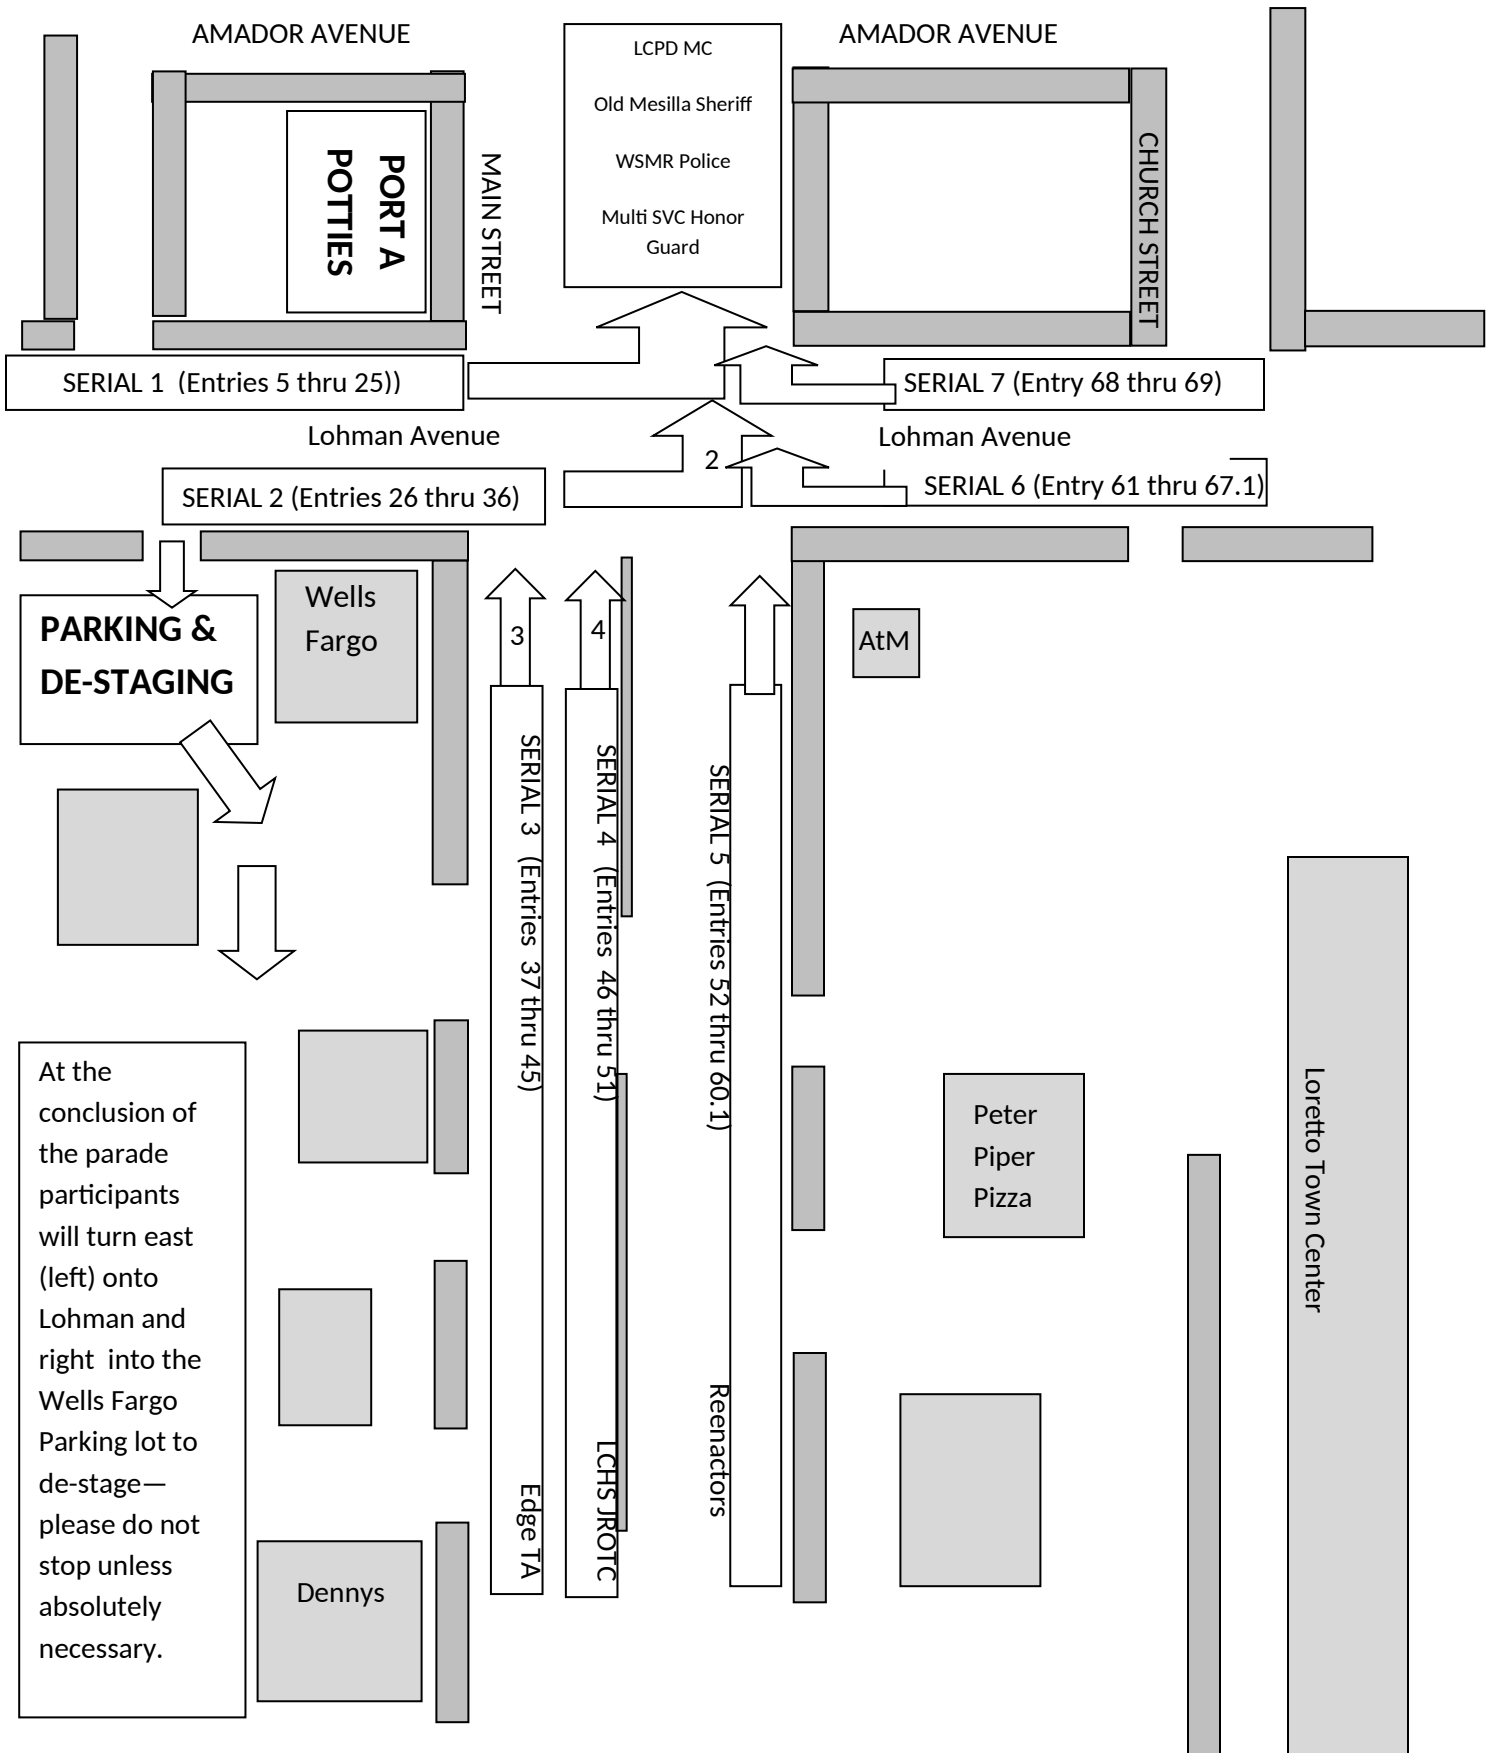 AMADOR AVENUE
AMADOR AVENUE
LCPD MC
Old Mesilla Sheriff
WSMR Police
Multi SVC Honor
Guard
PORT A
POTTIES
MAIN STREET
CHURCH STREET
SERIAL 1  (Entries 5 thru 25))
SERIAL 7 (Entry 68 thru 69)
Lohman Avenue
Lohman Avenue
2
SERIAL 2 (Entries 26 thru 36)
SERIAL 6 (Entry 61 thru 67.1)
PARKING &
DE-STAGING
Wells
Fargo
3
4
AtM
SERIAL 3  (Entries  37 thru 45)
Edge TA
SERIAL 4  (Entries  46 thru 51)
LCHS JROTC
SERIAL 5  (Entries 52 thru 60.1)
Reenactors
Peter
Piper
Pizza
Loretto Town Center
At the
conclusion of
the parade
participants
will turn east
(left) onto
Lohman and
right  into the
Wells Fargo
Parking lot to
de-stage—
please do not
stop unless
absolutely
necessary.
Dennys